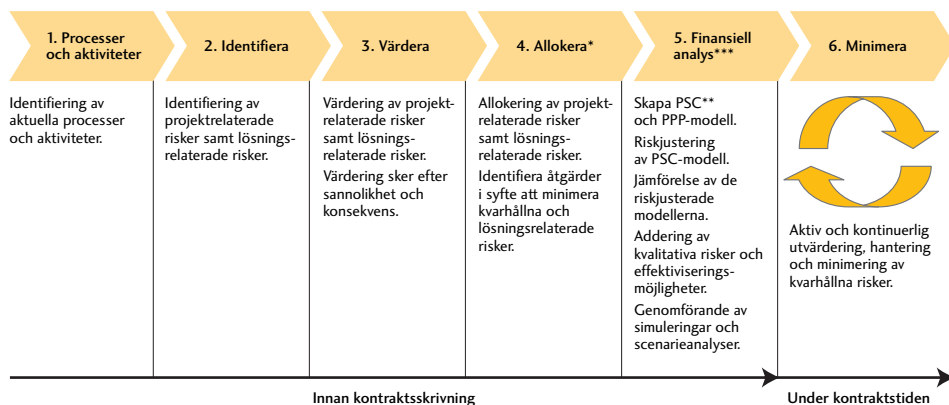 1. Processer
och aktiviteter
2. Identifiera
3. Värdera
4. Allokera*
5. Finansiell
analys***
6. Minimera
Identifiering av
aktuella processer
och aktiviteter.
Identifiering av
projektrelaterade
risker samt lösnings-
relaterade risker.
Värdering av projekt-
relaterade risker
samt lösnings-
relaterade risker.
Värdering sker efter
sannolikhet och
konsekvens.
Allokering av projekt-
relaterade risker
samt lösnings-
relaterade risker.
Identifiera åtgärder
i syfte att minimera
kvarhållna och
lösningsrelaterade
risker.
Skapa PSC**
och PPP-modell.
Riskjustering
av PSC-modell.
Jämförelse av de
riskjusterade
modellerna.
Addering av
kvalitativa risker och
effektiviserings-
möjligheter.
Genomförande av
simuleringar och
scenarieanalyser.
Aktiv och kontinuerlig
utvärdering, hantering
och minimering av
kvarhållna risker.
Innan kontraktsskrivning
Under kontraktstiden